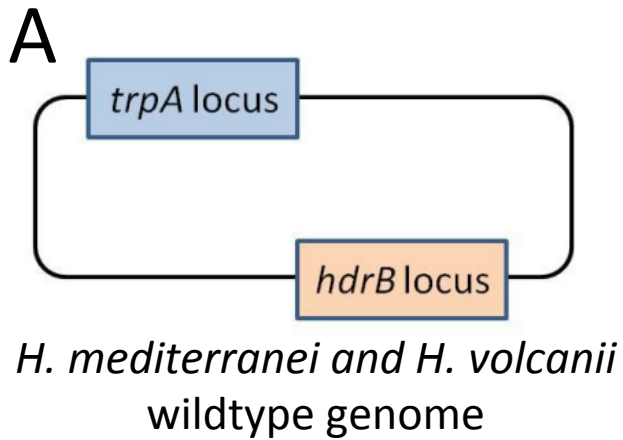 A
trpA locus
hdrB locus
H. mediterranei and H. volcanii
wildtype genome